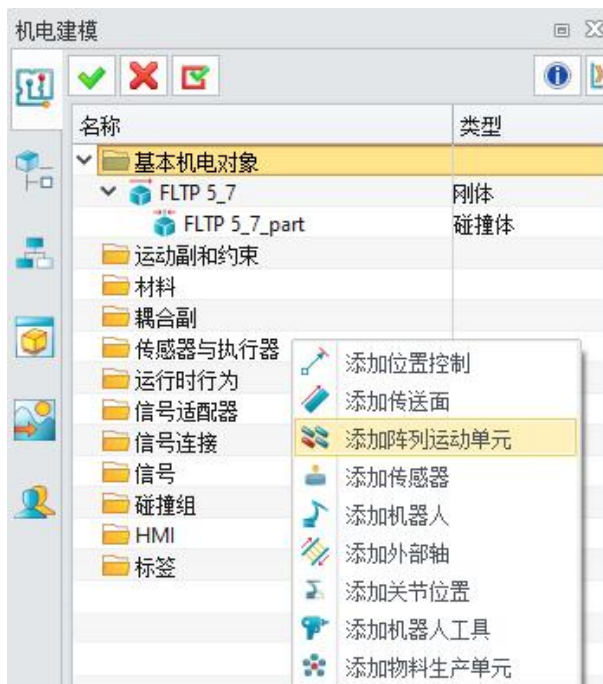 机电建模
名称 类型
基本机电对象
FLTP 5_7 刚体
FLTP 5_7_part 碰撞体
运动副和约束
材料
耦合副
传感器与执行器
运行时行为
信号适配器
信号连接
信号
碰撞组
HMI
标签
添加位置控制
添加传送面
添加阵列运动单元
添加传感器
添加机器人
添加外部轴
添加关节位置
添加机器人工具
添加物料生产单元